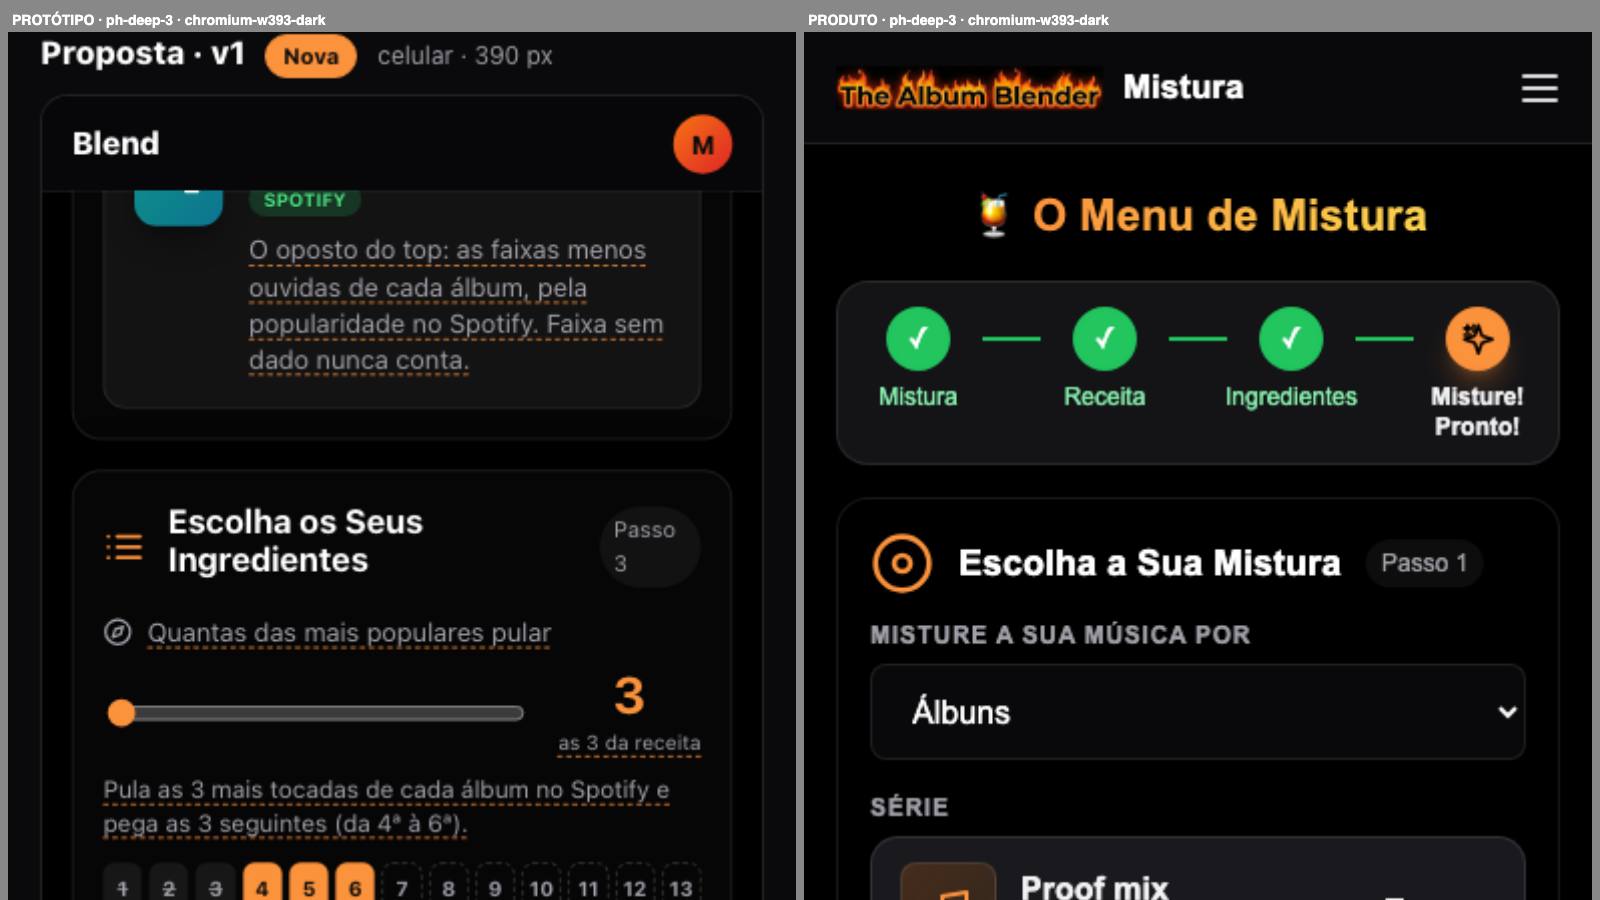 PROTÓTIPO · ph-deep-3 · chromium-w393-dark
Proposta · v1 Nova celular · 390 px
Blend M
SPOTIFY
O oposto do top: as faixas menos
ouvidas de cada álbum, pela
popularidade no Spotify. Faixa sem
dado nunca conta.
Escolha os Seus
Ingredientes
Passo
3
Quantas das mais populares pular
3
as 3 da receita
Pula as 3 mais tocadas de cada álbum no Spotify e
pega as 3 seguintes (da 4ª à 6ª).
1 2 3 4 5 6 7 8 9 10 11 12 13
PRODUTO · ph-deep-3 · chromium-w393-dark
The Album Blender Mistura
O Menu de Mistura
Mistura Receita Ingredientes Misture!
Pronto!
Escolha a Sua Mistura Passo 1
MISTURE A SUA MÚSICA POR
Álbuns
SÉRIE
Proof mix